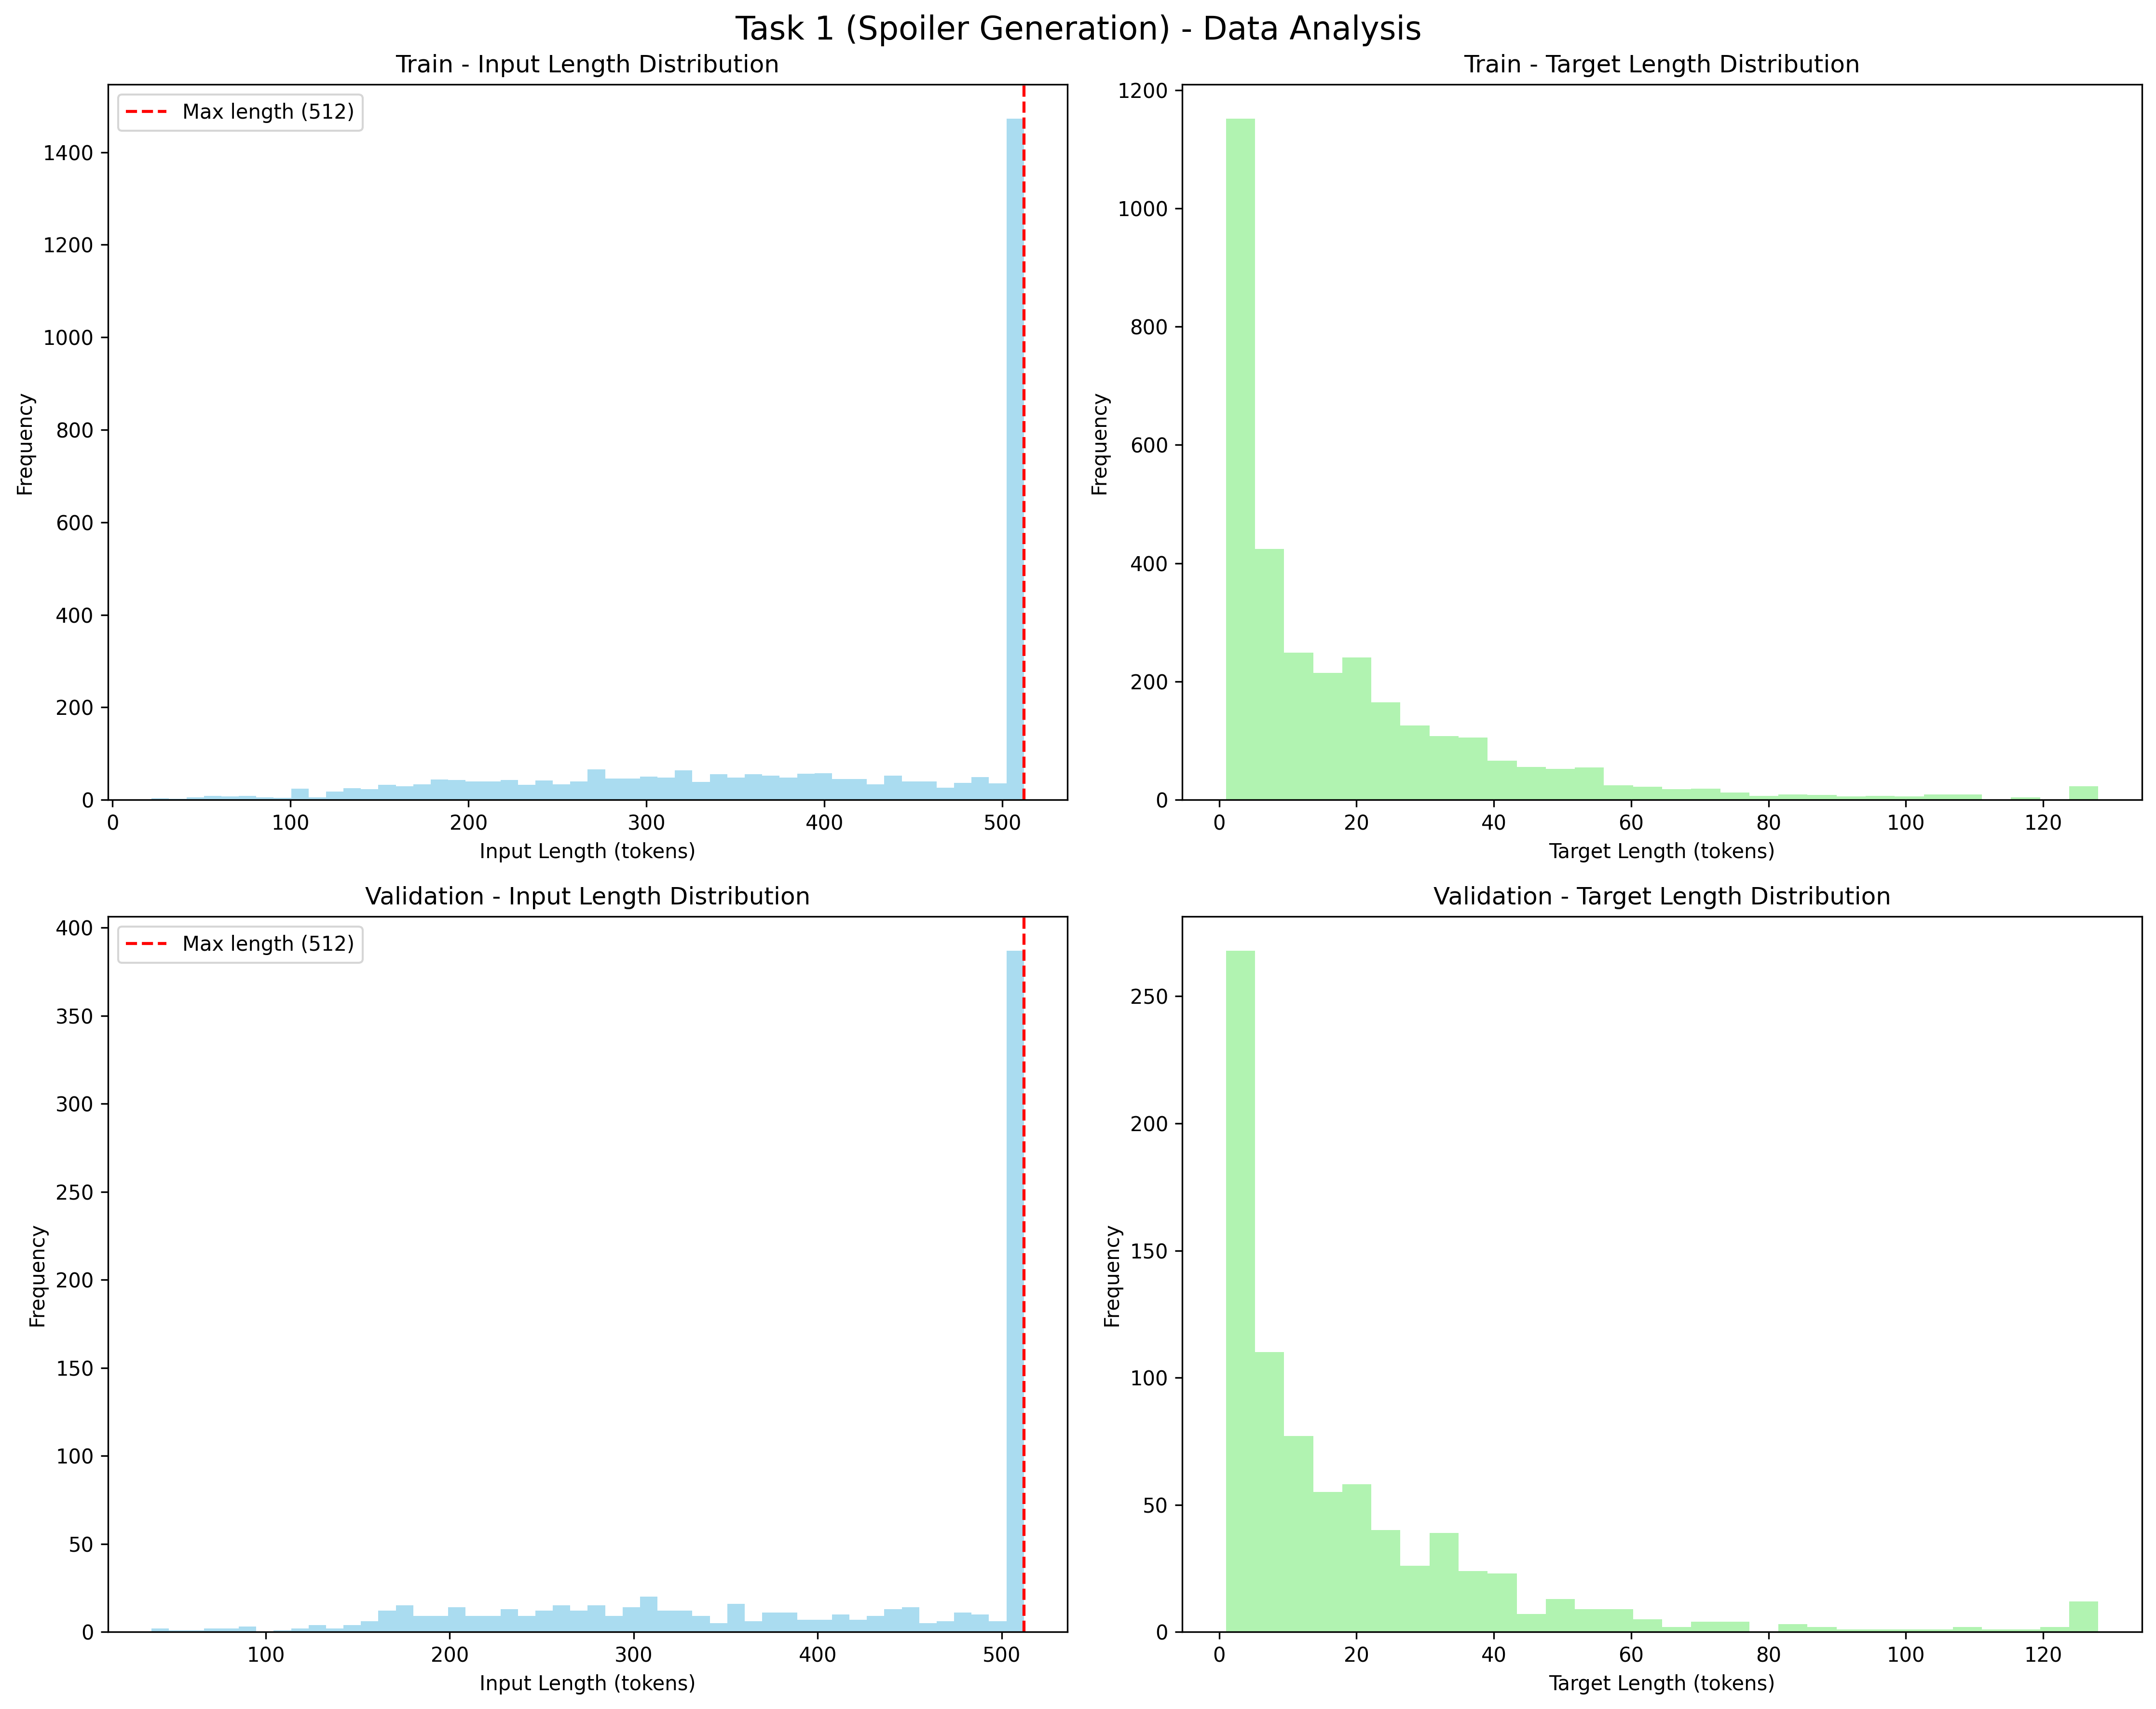 Task 1 (Spoiler Generation) - Data Analysis
Train - Input Length Distribution
Max length (512)
Frequency
0
200
400
600
800
1000
1200
1400
0 100 200 300 400 500
Input Length (tokens)
Train - Target Length Distribution
Frequency
0
200
400
600
800
1000
1200
0 20 40 60 80 100 120
Target Length (tokens)
Validation - Input Length Distribution
Max length (512)
Frequency
0
50
100
150
200
250
300
350
400
100 200 300 400 500
Input Length (tokens)
Validation - Target Length Distribution
Frequency
0
50
100
150
200
250
0 20 40 60 80 100 120
Target Length (tokens)